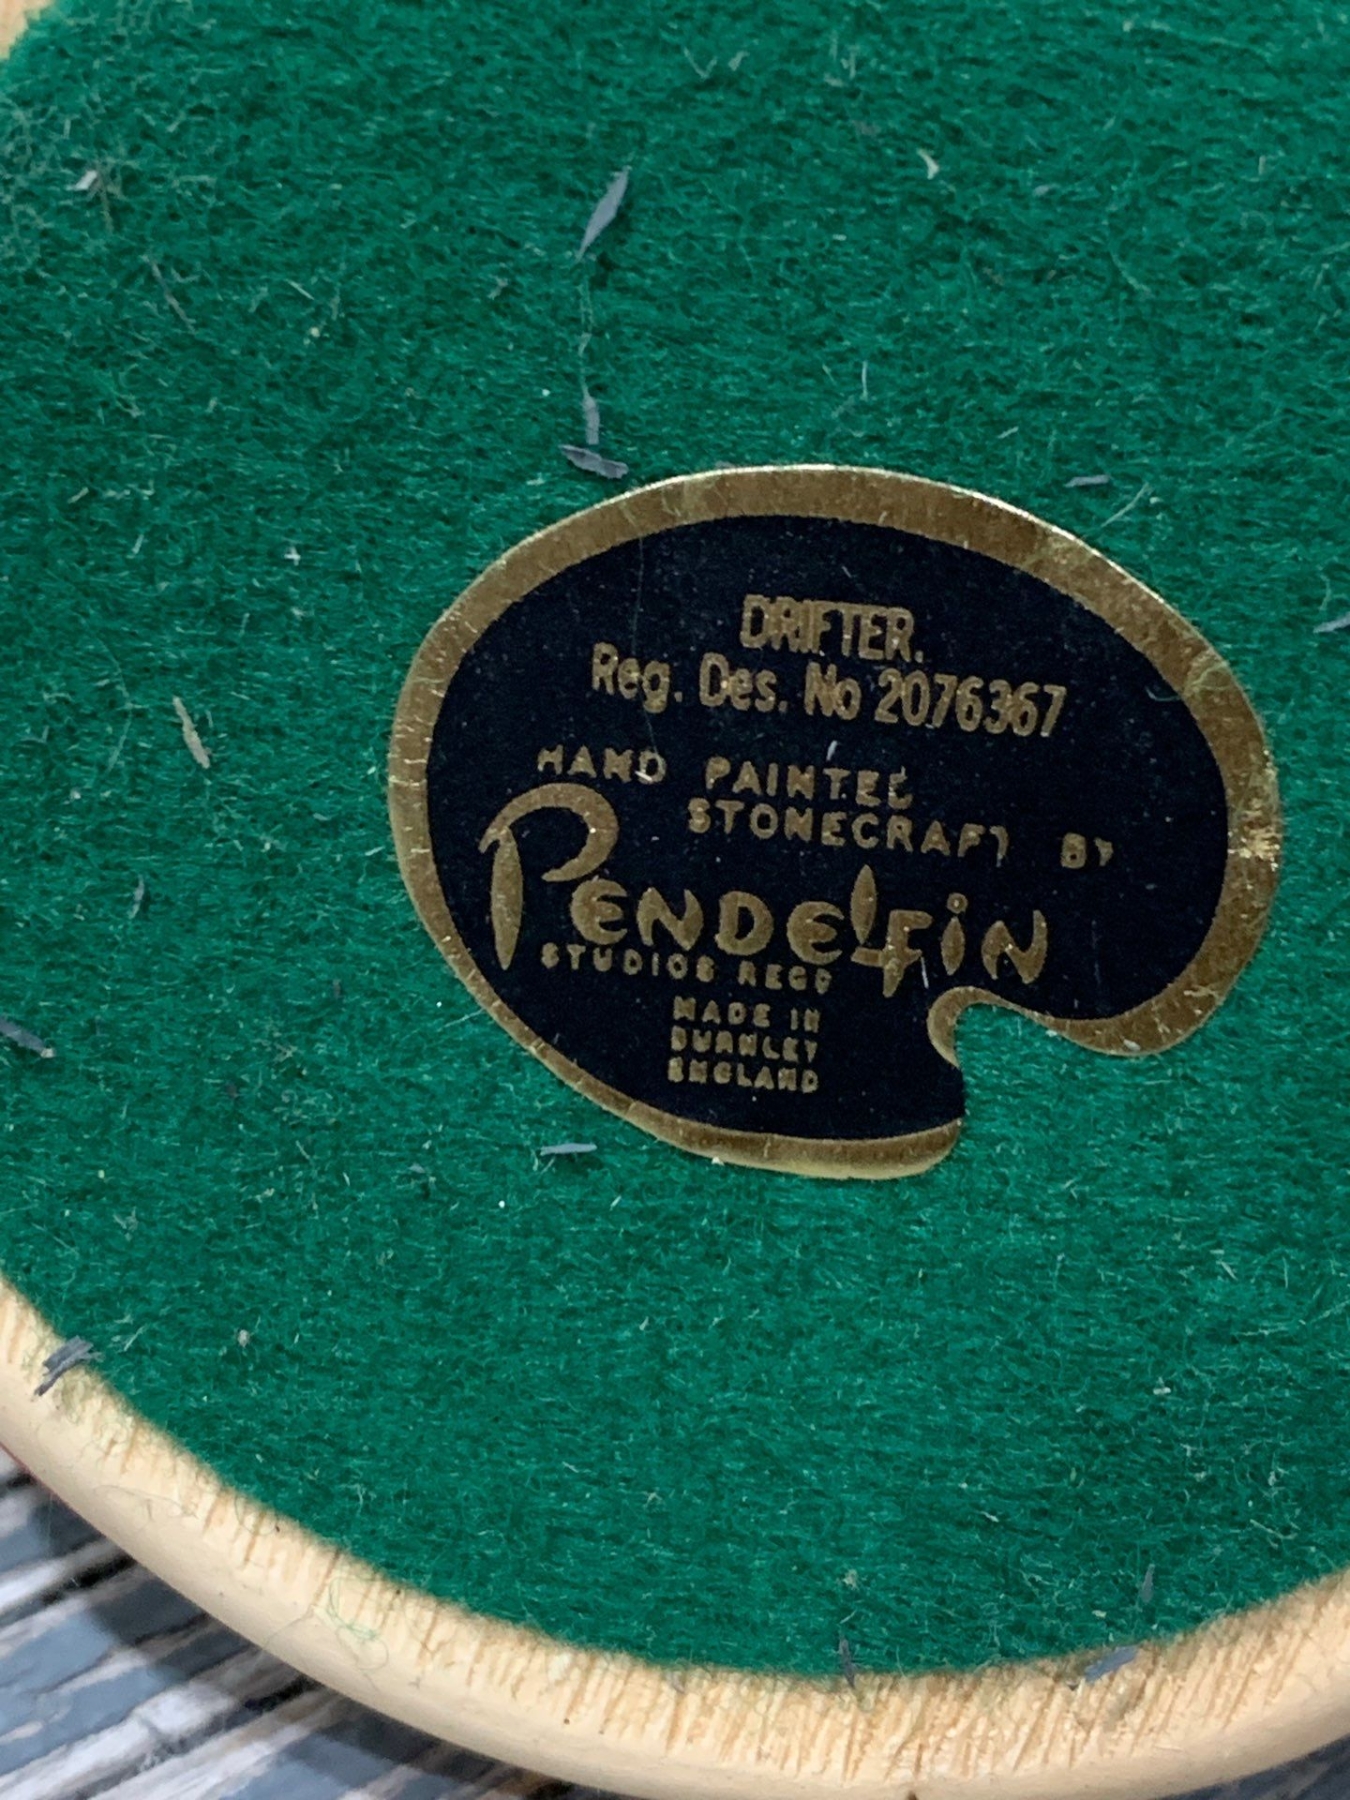 DRIFTER.
Reg. Des. No 2076367
HAND PAINTED
STONECRAFT BY
PENDELFIN
STUDIOS REGD
MADE IN
BURNLEY
ENGLAND